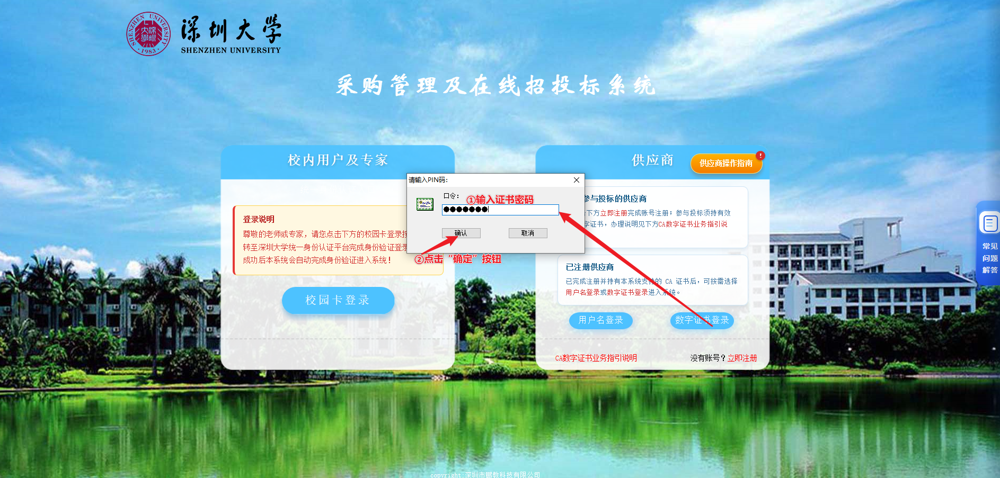 深圳大学
SHENZHEN UNIVERSITY
SHENZHEN UNIVERSITY
·1983·
采购管理及在线招投标系统
校内用户及专家
登录说明
尊敬的老师或专家，请您点击下方的校园卡登录按
转至深圳大学统一身份认证平台完成身份验证登录
成功后本系统会自动完成身份验证进入系统！
校园卡登录
请输入PIN码：
口令：
①输入证书密码
●●●●●●●
确认
取消
②点击“确定”按钮
供应商
供应商操作指南
!
参与投标的供应商
下方立即注册完成账号注册；参与投标须持有效
字证书，办理说明见下方CA数字证书业务指引说
已注册供应商
已完成注册并持有本系统支持的 CA 证书后，可按需选择
用户名登录或数字证书登录进入系统。
用户名登录
数字证书登录
CA数字证书业务指引说明
没有账号？立即注册
常见
问题
解答
copyright:深圳市鹏教科技有限公司